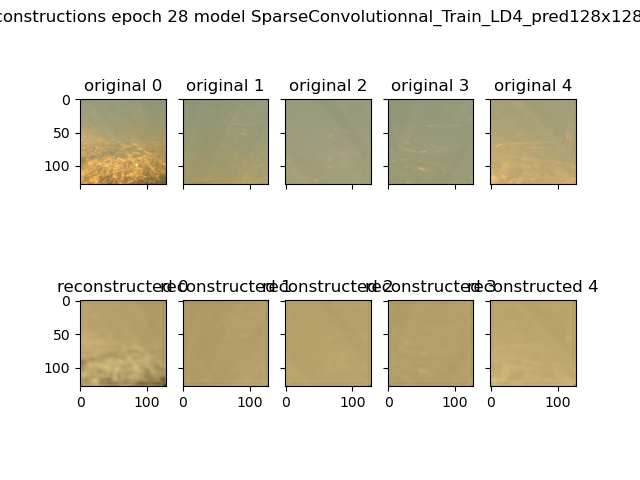 constructions epoch 28 model SparseConvolutionnal_Train_LD4_pred128x128
original 0 original 1 original 2 original 3 original 4
0
50
100
reconstructed 0 reconstructed 1 reconstructed 2 reconstructed 3 reconstructed 4
0
50
100
0 100 0 100 0 100 0 100 0 100